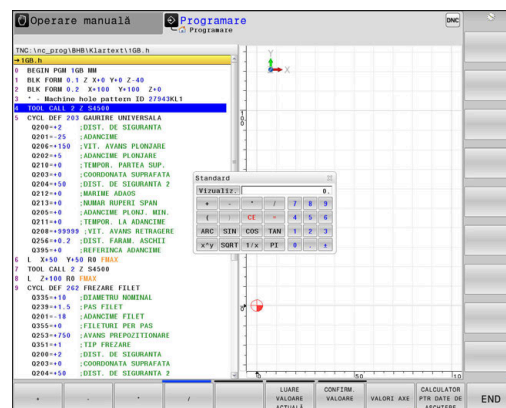 Operare manuală
Programare
Programare
DNC
TNC:\nc_prog\BHB\Klartext\1GB.h
→1GB.h
0 BEGIN PGM 1GB MM
1 BLK FORM 0.1 Z X+0 Y+0 Z-40
2 BLK FORM 0.2 X+100 Y+100 Z+0
3 * - Machine hole pattern ID 27943KL1
4 TOOL CALL 2 Z S4500
5 CYCL DEF 203 GAURIRE UNIVERSALA
Q200=+2 ;DIST. DE SIGURANTA
Q201=-25 ;ADANCIME
Q206=+150 ;VIT. AVANS PLONJARE
Q202=+5 ;ADANCIME PLONJARE
Q210=+0 ;TEMPOR. PARTEA SUP.
Q203=+0 ;COORDONATA SUPRAFATA
Q204=+50 ;DIST. DE SIGURANTA 2
Q212=+0 ;MARIME ADAOS
Q213=+0 ;NUMAR RUPERI SPAN
Q205=+0 ;ADANCIME PLONJ. MIN.
Q211=+0 ;TEMPOR. LA ADANCIME
Q208=+99999 ;VIT. AVANS RETRAGERE
Q256=+0.2 ;DIST. FARAM. ASCHII
Q395=+0 ;REFERINCA ADANCIME
6 L X+50 Y+50 R0 FMAX
7 TOOL CALL 2 Z S4500
8 L Z+100 R0 FMAX
9 CYCL DEF 262 FREZARE FILET
Q335=+10 ;DIAMETRU NOMINAL
Q239=+1.5 ;PAS FILET
Q201=-18 ;ADANCIME FILET
Q355=+0 ;FILETURI PER PAS
Q253=+750 ;AVANS PREPOZITIONARE
Q351=+1 ;TIP FREZARE
Q200=+2 ;DIST. DE SIGURANTA
Q203=+0 ;COORDONATA SUPRAFATA
Q204=+50 ;DIST. DE SIGURANTA 2
Y
X
100
0
0
50
Standard
Vizualiz. 0.
+ - * / 7 8 9
( ) CE = 4 5 6
ARC SIN COS TAN 1 2 3
x^y SQRT 1/x PI 0 . ±
+
-
*
/
LUARE VALOARE ACTUALĂ
CONFIRM. VALOARE
VALORI AXE
CALCULATOR PTR DATE DE AȘCHIERE
END